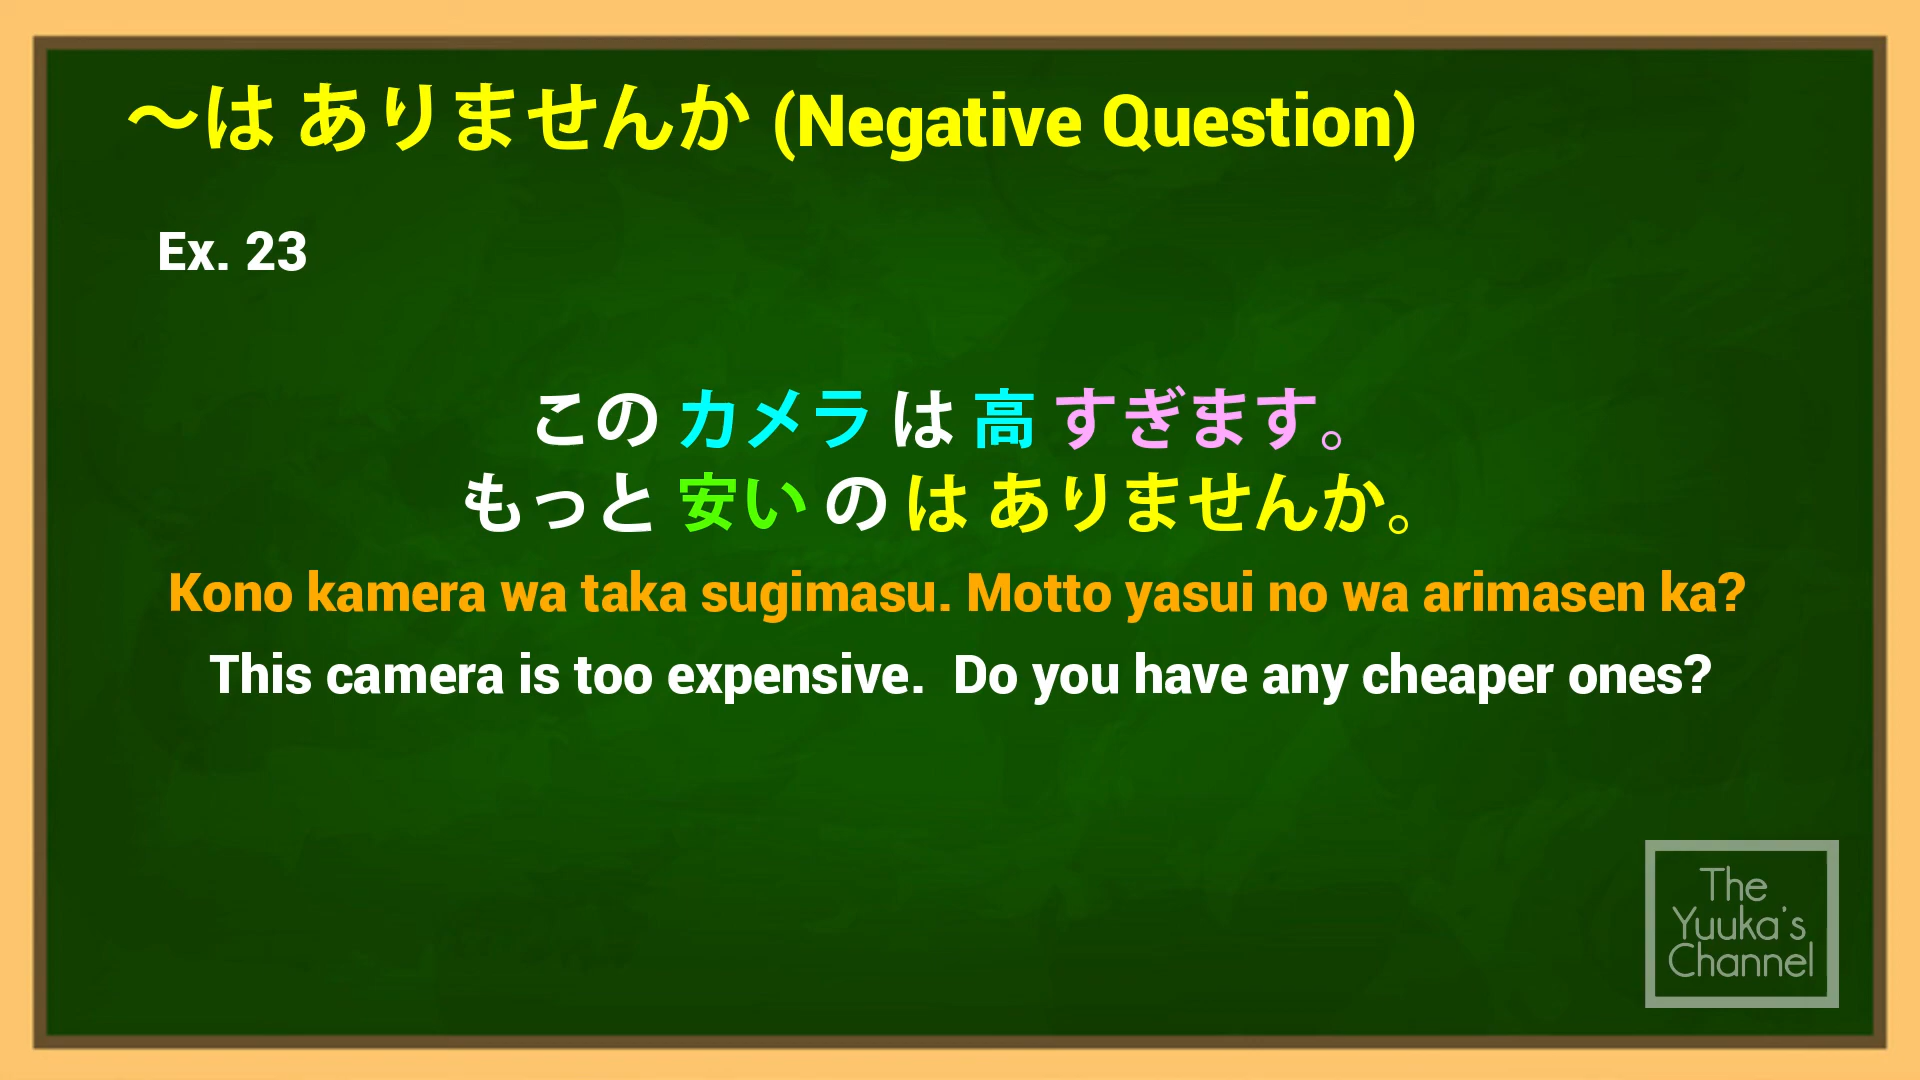 〜は ありませんか (Negative Question)
Ex. 23
この カメラ は 高 すぎます。
もっと 安い の は ありませんか。
Kono kamera wa taka sugimasu. Motto yasui no wa arimasen ka?
This camera is too expensive.  Do you have any cheaper ones?
The
Yuuka's
Channel